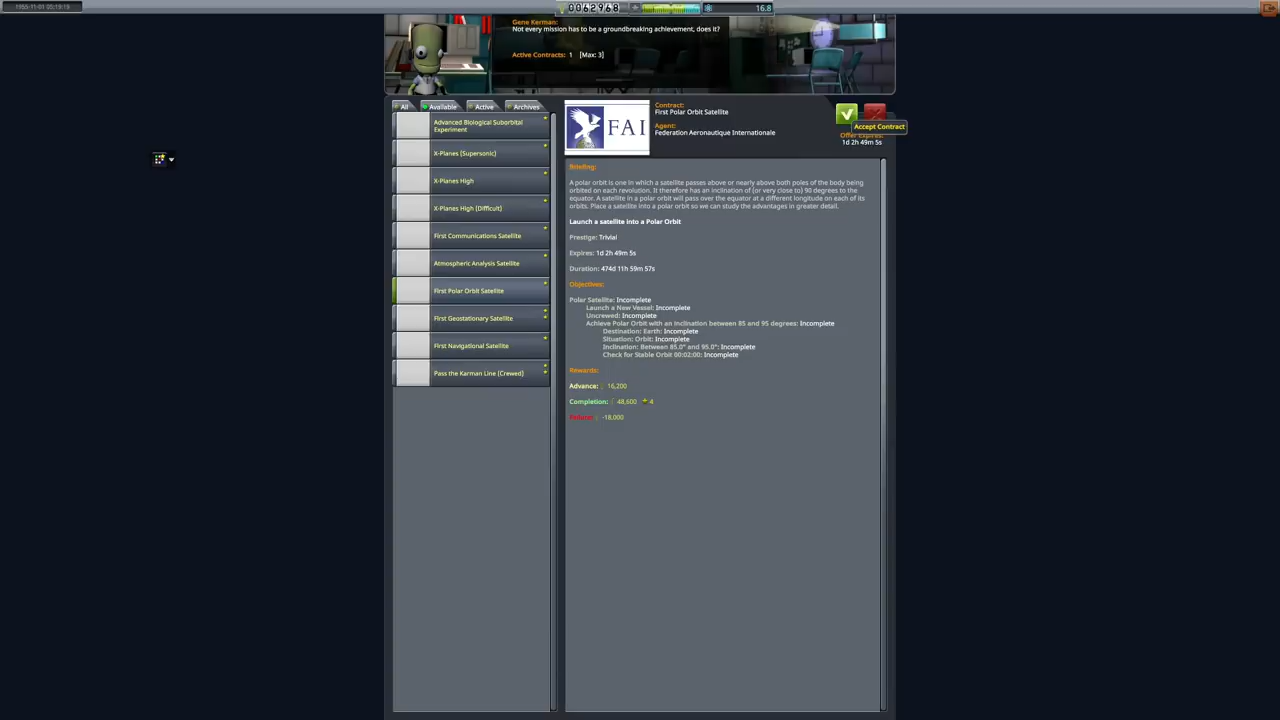 1955-11-01 05:19:19
0062968
16.8
Gene Kerman:
Not every mission has to be a groundbreaking achievement, does it?
Active Contracts: 1 [Max: 3]
All
Available
Active
Archives
Advanced Biological Suborbital
Experiment
X-Planes (Supersonic)
X-Planes High
X-Planes High (Difficult)
First Communications Satellite
Atmospheric Analysis Satellite
First Polar Orbit Satellite
First Geostationary Satellite
First Navigational Satellite
Pass the Karman Line (Crewed)
FAI
Contract:
First Polar Orbit Satellite
Agent:
Federation Aeronautique Internationale
Accept Contract
Offer Expires:
1d 2h 49m 5s
Briefing:
A polar orbit is one in which a satellite passes above or nearly above both poles of the body being
orbited on each revolution. It therefore has an inclination of (or very close to) 90 degrees to the
equator. A satellite in a polar orbit will pass over the equator at a different longitude on each of its
orbits. Place a satellite into a polar orbit so we can study the advantages in greater detail.
Launch a satellite into a Polar Orbit
Prestige: Trivial
Expires: 1d 2h 49m 5s
Duration: 474d 11h 59m 57s
Objectives:
Polar Satellite: Incomplete
Launch a New Vessel: Incomplete
Uncrewed: Incomplete
Achieve Polar Orbit with an inclination between 85 and 95 degrees: Incomplete
Destination: Earth: Incomplete
Situation: Orbit: Incomplete
Inclination: Between 85.0° and 95.0°: Incomplete
Check for Stable Orbit 00:02:00: Incomplete
Rewards:
Advance: 16,200
Completion: 48,600 4
Failure: -18,000